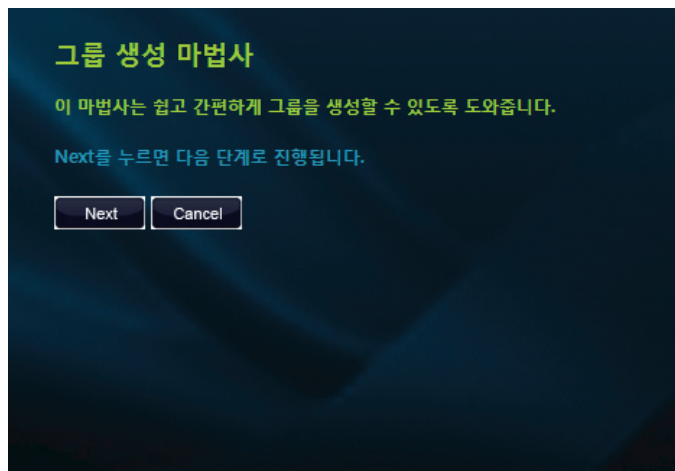 그룹 생성 마법사
이 마법사는 쉽고 간편하게 그룹을 생성할 수 있도록 도와줍니다.
Next를 누르면 다음 단계로 진행됩니다.
Next Cancel